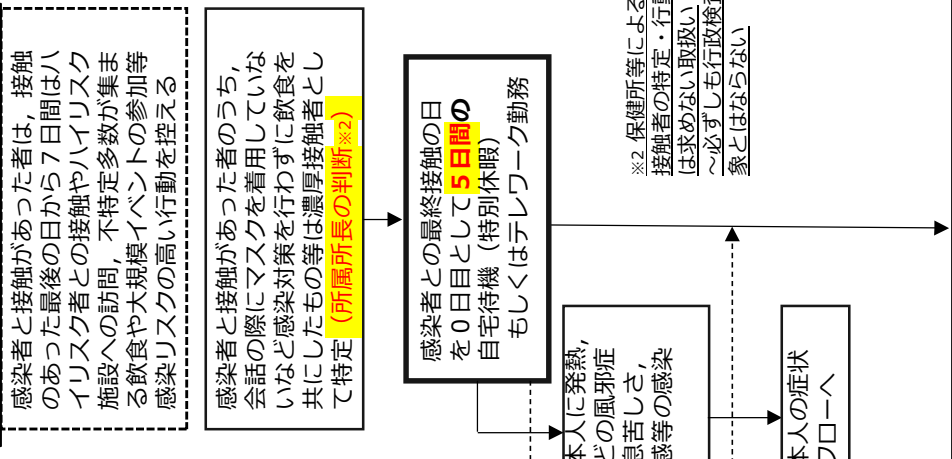 感染者と接触があった者は，接触
のあった最後の日から７日間は八
イリスク者との接触やハイリスク
施設への訪問，不特定多数が集ま
る飲食や大規模イベントの参加等
感染リスクの高い行動を控える
感染者と接触があった者のうち，
会話の際にマスクを着用していな
いなど感染対策を行わずに飲食を
共にしたもの等は濃厚接触者とし
て特定（所属所長の判断※2）
感染者との最終接触の日
を０日目として５日間の
自宅待機（特別休暇）
もしくはテレワーク勤務
※2 保健所等による
接触者の特定・行動
は求めない取扱い
～必ずしも行政検査
象とはならない
本人に発熱，
どの風邪症
息苦しさ，
感等の感染
本人の症状
フローへ